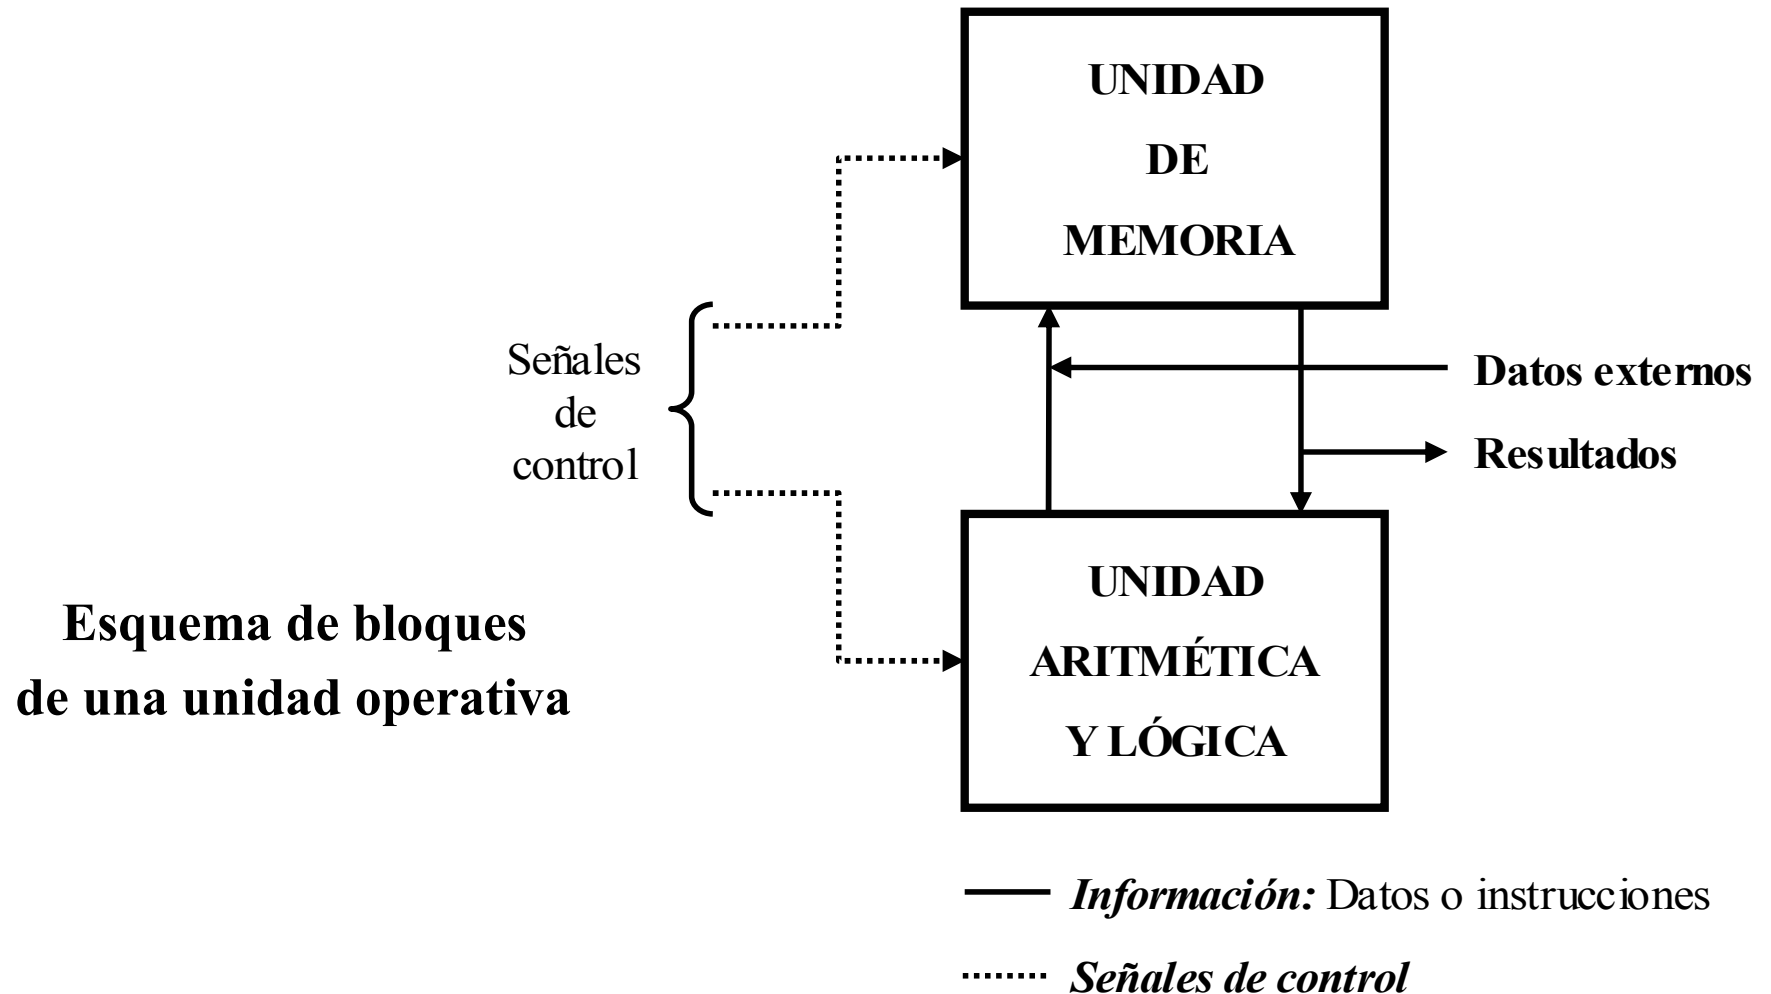 UNIDAD
DE
MEMORIA
Señales
de
control
Datos externos
Resultados
UNIDAD
ARITMÉTICA
Y LÓGICA
Esquema de bloques
de una unidad operativa
Información: Datos o instrucciones
Señales de control